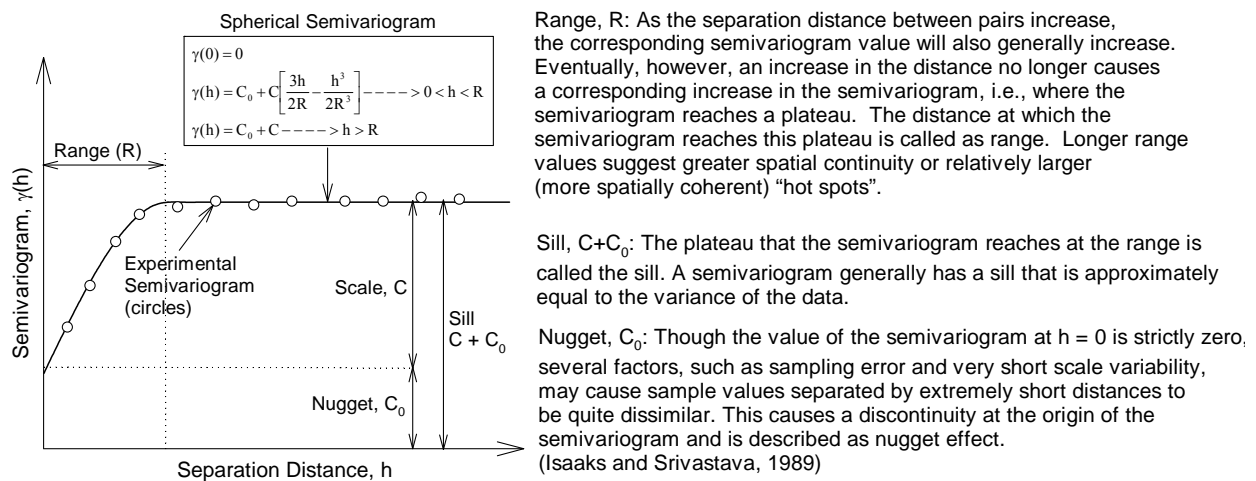 Spherical Semivariogram
γ(0) = 0
γ(h) = C₀ + C[3h/2R − h³/2R³] − − − − > 0 < h < R
γ(h) = C₀ + C − − − − > h > R
Range (R)
Semivariogram, γ(h)
Experimental
Semivariogram
(circles)
Scale, C
Sill
C + C₀
Nugget, C₀
Separation Distance, h
Range, R: As the separation distance between pairs increase,
the corresponding semivariogram value will also generally increase.
Eventually, however, an increase in the distance no longer causes
a corresponding increase in the semivariogram, i.e., where the
semivariogram reaches a plateau. The distance at which the
semivariogram reaches this plateau is called as range. Longer range
values suggest greater spatial continuity or relatively larger
(more spatially coherent) “hot spots”.
Sill, C+C₀: The plateau that the semivariogram reaches at the range is
called the sill. A semivariogram generally has a sill that is approximately
equal to the variance of the data.
Nugget, C₀: Though the value of the semivariogram at h = 0 is strictly zero,
several factors, such as sampling error and very short scale variability,
may cause sample values separated by extremely short distances to
be quite dissimilar. This causes a discontinuity at the origin of the
semivariogram and is described as nugget effect.
(Isaaks and Srivastava, 1989)